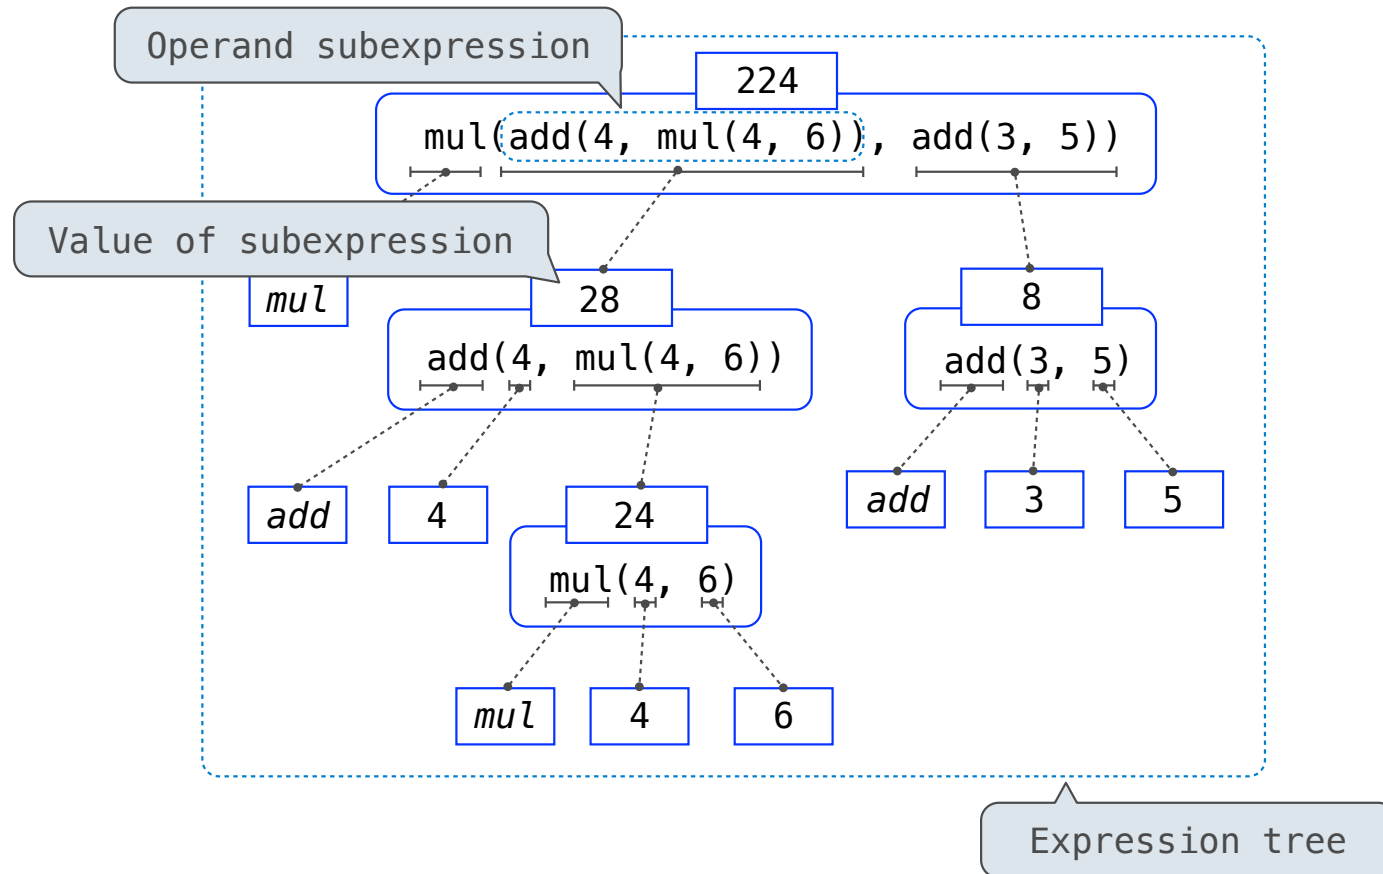 Operand subexpression
224
mul(add(4, mul(4, 6)), add(3, 5))
Value of subexpression
mul
28
8
add(4, mul(4, 6))
add(3, 5)
add
4
24
add
3
5
mul(4, 6)
mul
4
6
Expression tree